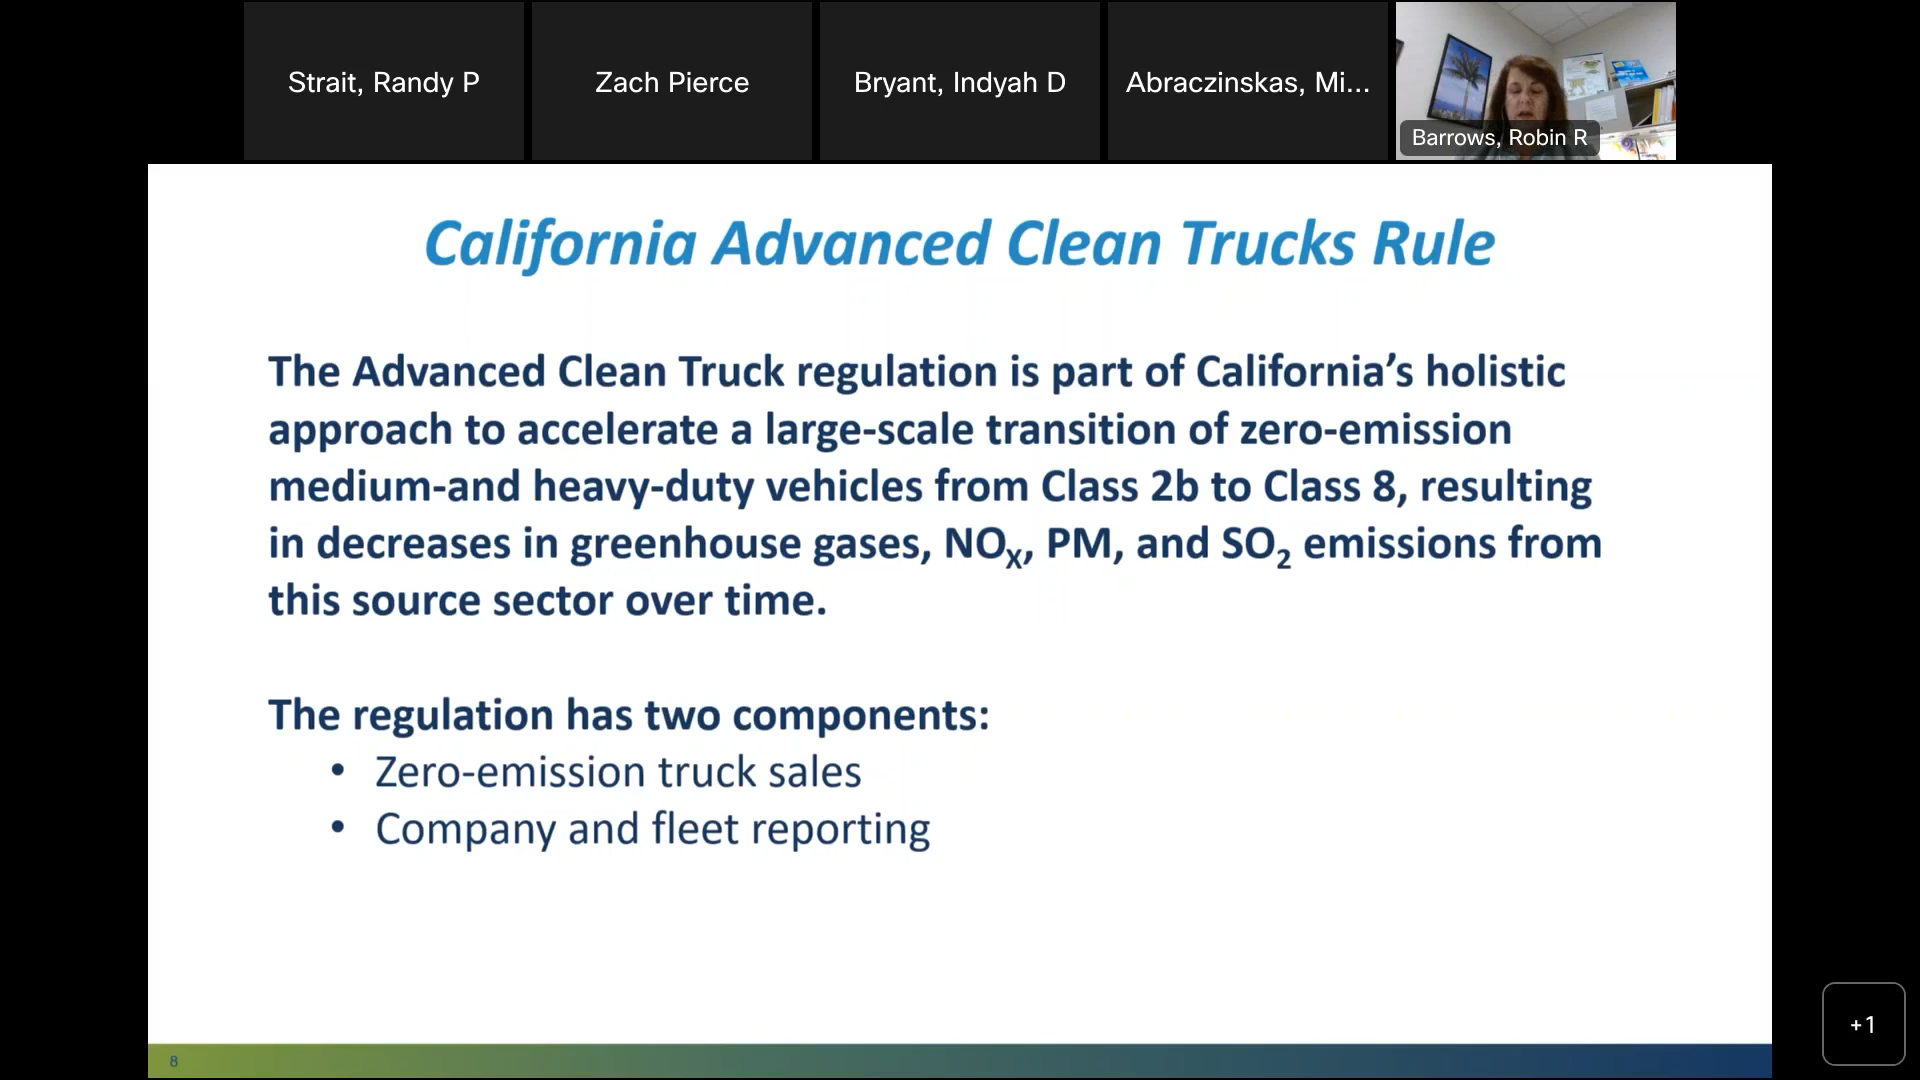 Strait, Randy P
Zach Pierce
Bryant, Indyah D
Abraczinskas, Mi...
Barrows, Robin R
California Advanced Clean Trucks Rule
The Advanced Clean Truck regulation is part of California’s holistic
approach to accelerate a large-scale transition of zero-emission
medium-and heavy-duty vehicles from Class 2b to Class 8, resulting
in decreases in greenhouse gases, NOX, PM, and SO2 emissions from
this source sector over time.
The regulation has two components:
• Zero-emission truck sales
• Company and fleet reporting
8
+1